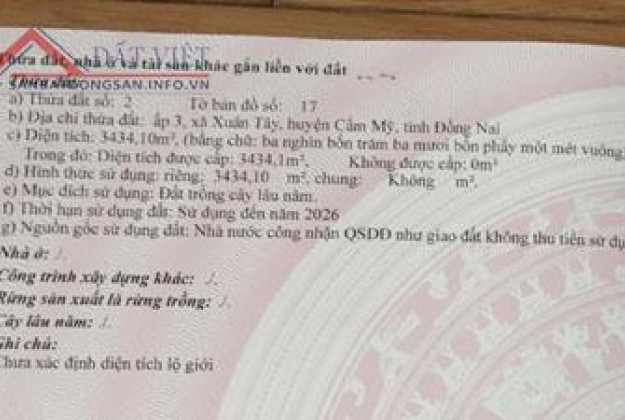 ĐẤT VIỆT
Thửa đất, nhà ở và tài sản khác gắn liền với đất
a) Thửa đất số: 2 Tờ bản đồ số: 17
b) Địa chỉ thửa đất: ấp 3, xã Xuân Tây, huyện Cẩm Mỹ, tỉnh Đồng Nai
c) Diện tích: 3434,10m², (bằng chữ: ba nghìn bốn trăm ba mươi bốn phẩy một mét vuông)
Trong đó: Diện tích được cấp: 3434,1m². Không được cấp: 0m²
d) Hình thức sử dụng: riêng: 3434,10 m², chung: Không m².
e) Mục đích sử dụng: Đất trồng cây lâu năm.
f) Thời hạn sử dụng đất: Sử dụng đến năm 2026
g) Nguồn gốc sử dụng đất: Nhà nước công nhận QSDĐ như giao đất không thu tiền sử dụ
Nhà ở: ./.
Công trình xây dựng khác: ./.
Rừng sản xuất là rừng trồng: ./.
Cây lâu năm: ./.
Ghi chú:
Chưa xác định diện tích lộ giới